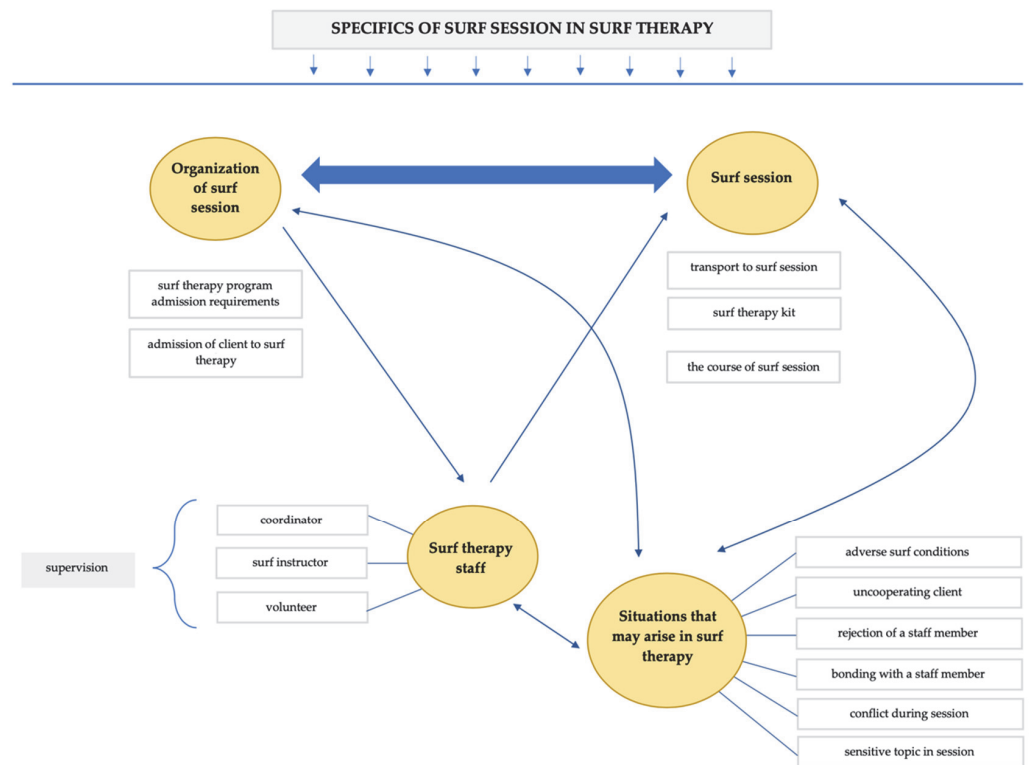 SPECIFICS OF SURF SESSION IN SURF THERAPY
Organization
of surf
session
Surf session
surf therapy program
admission requirements
admission of client to surf
therapy
transport to surf session
surf therapy kit
the course of surf session
supervision
coordinator
surf instructor
volunteer
Surf therapy
staff
Situations that
may arise in surf
therapy
adverse surf conditions
uncooperating client
rejection of a staff member
bonding with a staff member
conflict during session
sensitive topic in session